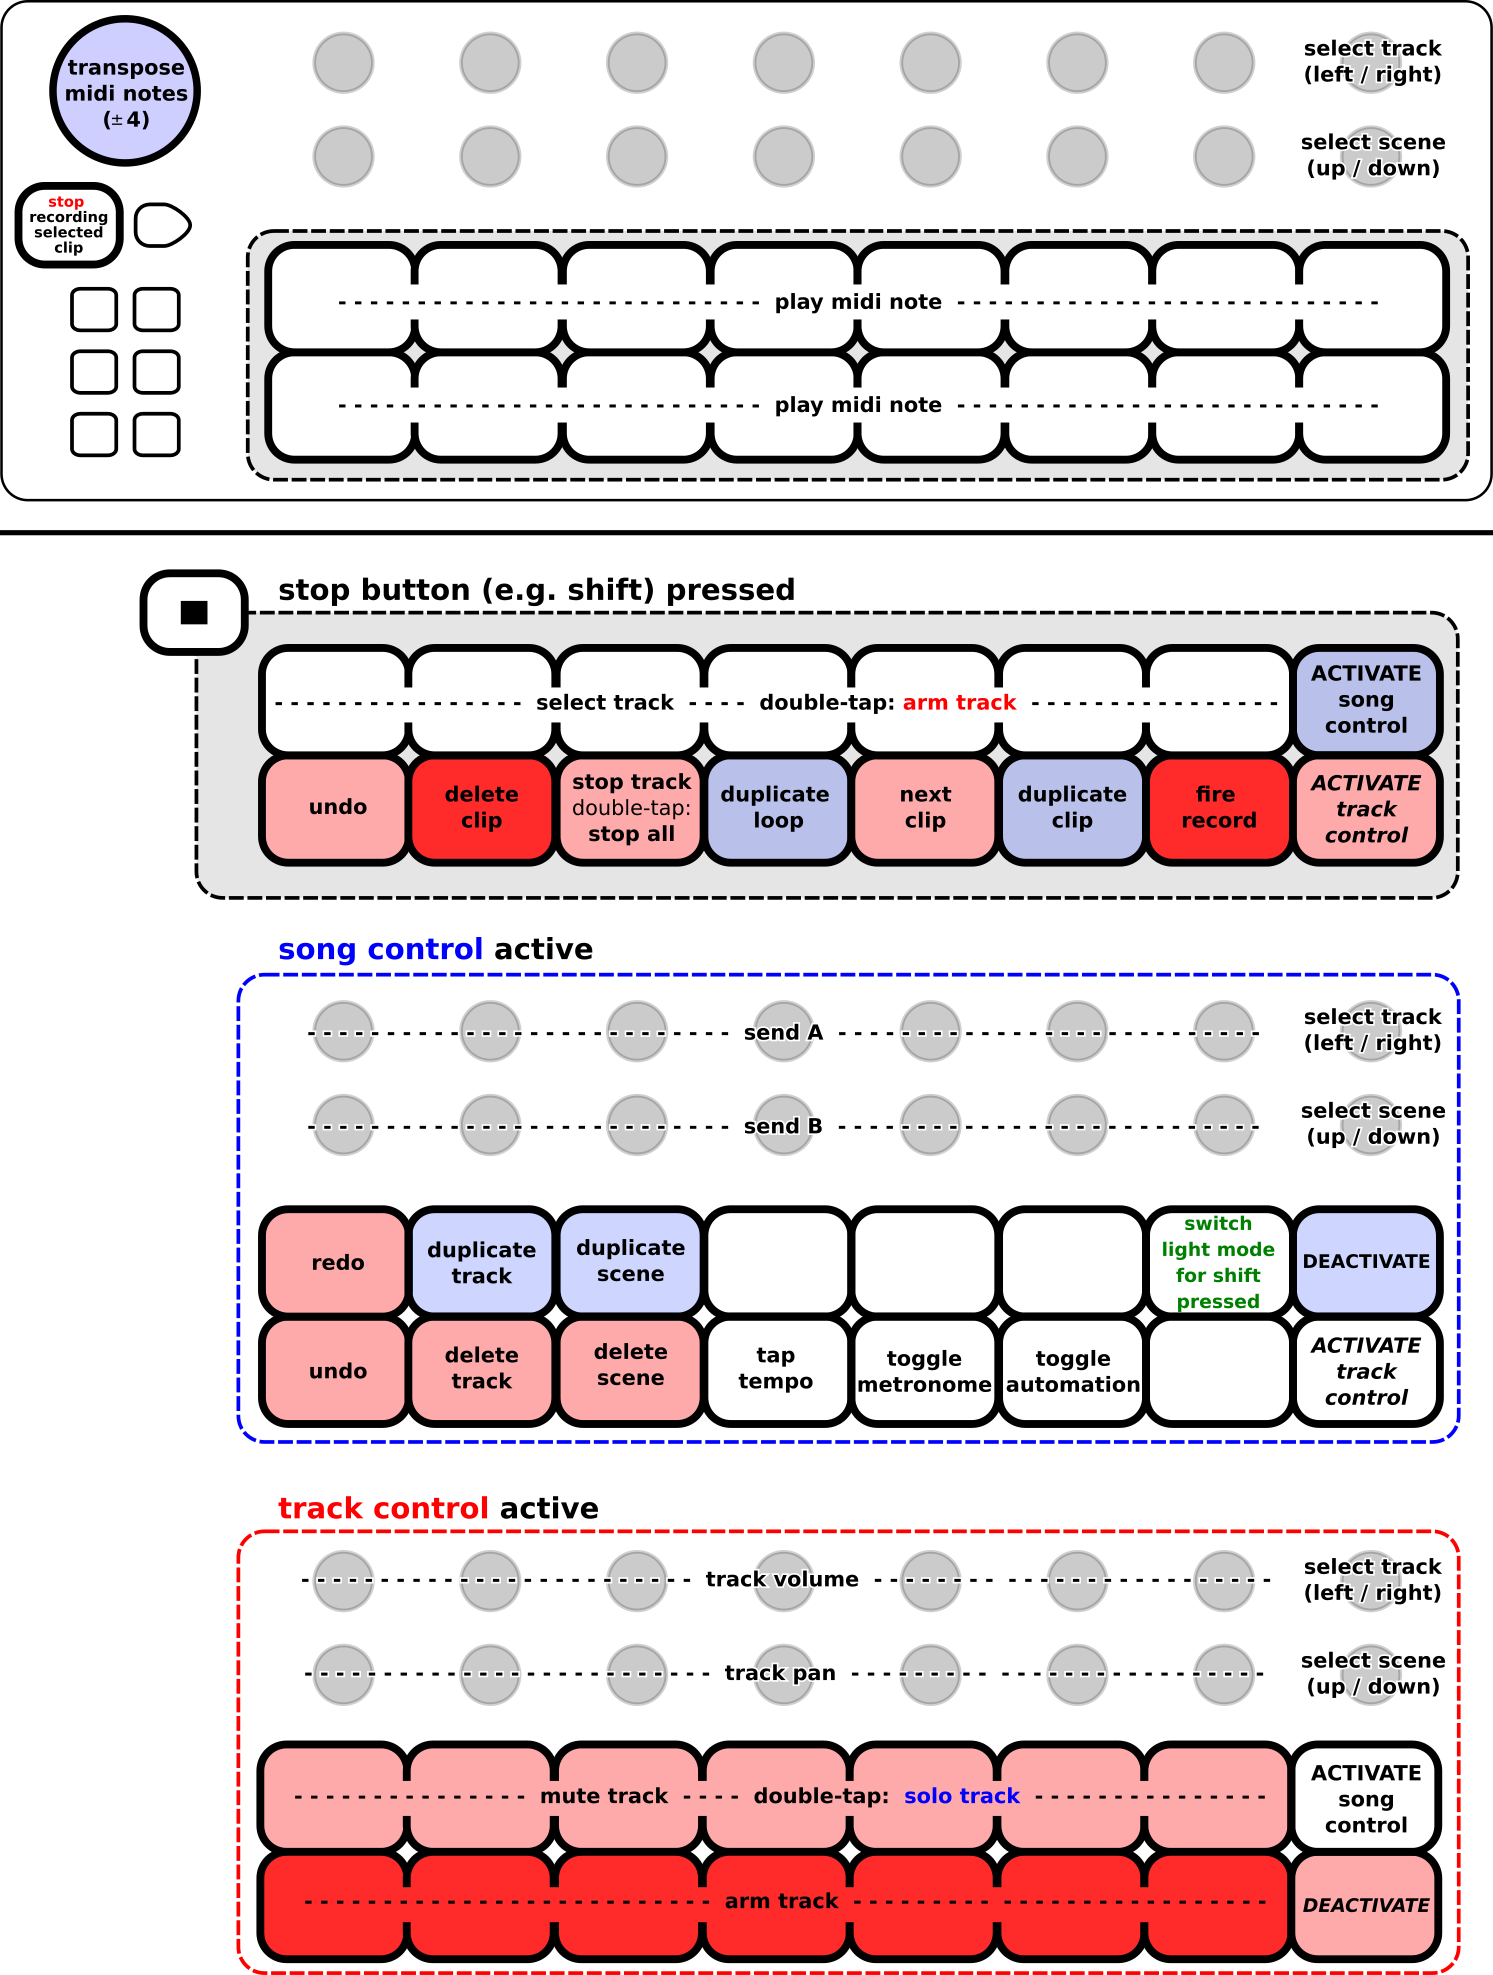 transpose
midi notes
(±4)
select track
(left / right)
select scene
(up / down)
stop
recording
selected
clip
play midi note
play midi note
stop button (e.g. shift) pressed
select track double-tap: arm track
ACTIVATE
song
control
undo
delete
clip
stop track
double-tap:
stop all
duplicate
loop
next
clip
duplicate
clip
fire
record
ACTIVATE
track
control
song control active
send A
select track
(left / right)
send B
select scene
(up / down)
redo
duplicate
track
duplicate
scene
switch
light mode
for shift
pressed
DEACTIVATE
undo
delete
track
delete
scene
tap
tempo
toggle
metronome
toggle
automation
ACTIVATE
track
control
track control active
track volume
select track
(left / right)
track pan
select scene
(up / down)
mute track double-tap: solo track
ACTIVATE
song
control
arm track
DEACTIVATE